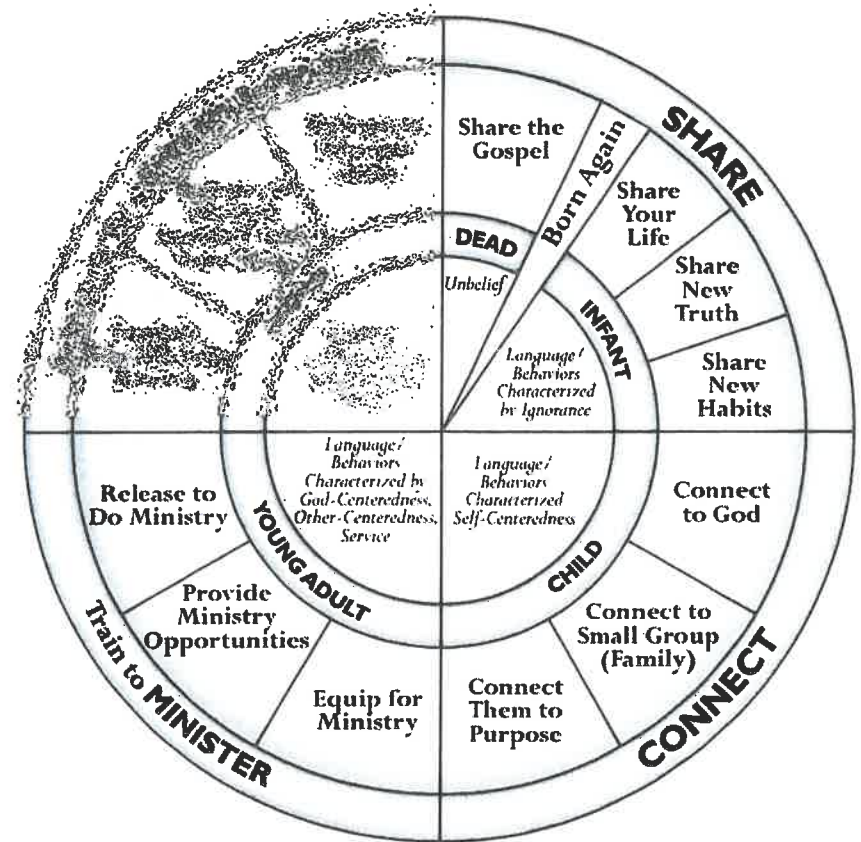 SHARE
Share the
Gospel
Born Again
Share
Your
Life
Share
New
Truth
Share
New
Habits
DEAD
Unbelief
INFANT
Language/
Behaviors
Characterized
by Ignorance
CONNECT
Connect
to God
Connect to
Small Group
(Family)
Connect
Them to
Purpose
CHILD
Language/
Behaviors
Characterized
Self-Centeredness
Train to MINISTER
Equip for
Ministry
Provide
Ministry
Opportunities
Release to
Do Ministry
YOUNG ADULT
Language/
Behaviors
Characterized by
God-Centeredness,
Other-Centeredness,
Service